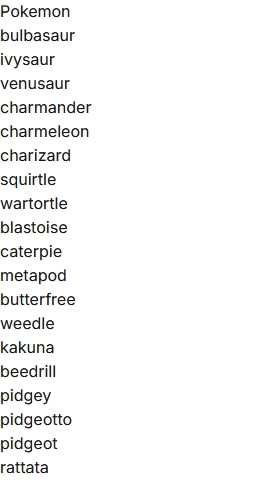 Pokemon
bulbasaur
ivysaur
venusaur
charmander
charmeleon
charizard
squirtle
wartortle
blastoise
caterpie
metapod
butterfree
weedle
kakuna
beedrill
pidgey
pidgeotto
pidgeot
rattata